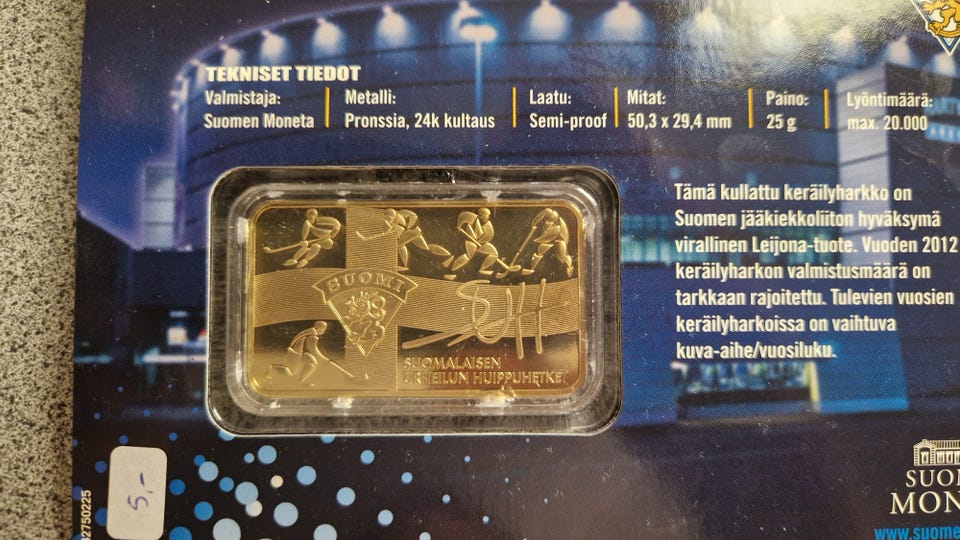 TEKNISET TIEDOT
Valmistaja: Metalli: Laatu: Mitat: Paino: Lyöntimäärä:
Suomen Moneta Pronssia, 24k kultaus Semi-proof 50,3 x 29,4 mm 25 g max. 20.000
Tämä kullattu keräilyharkko on
Suomen jääkiekkoliiton hyväksymä
virallinen Leijona-tuote. Vuoden 2012
keräilyharkon valmistusmäärä on
tarkkaan rajoitettu. Tulevien vuosien
keräilyharkoissa on vaihtuva
kuva-aihe/vuosiluku.
SUOMI
SUOMALAISEN
URHEILUN HUIPPUHETKET
5,-
02750225
SUOM
MON
www.suome